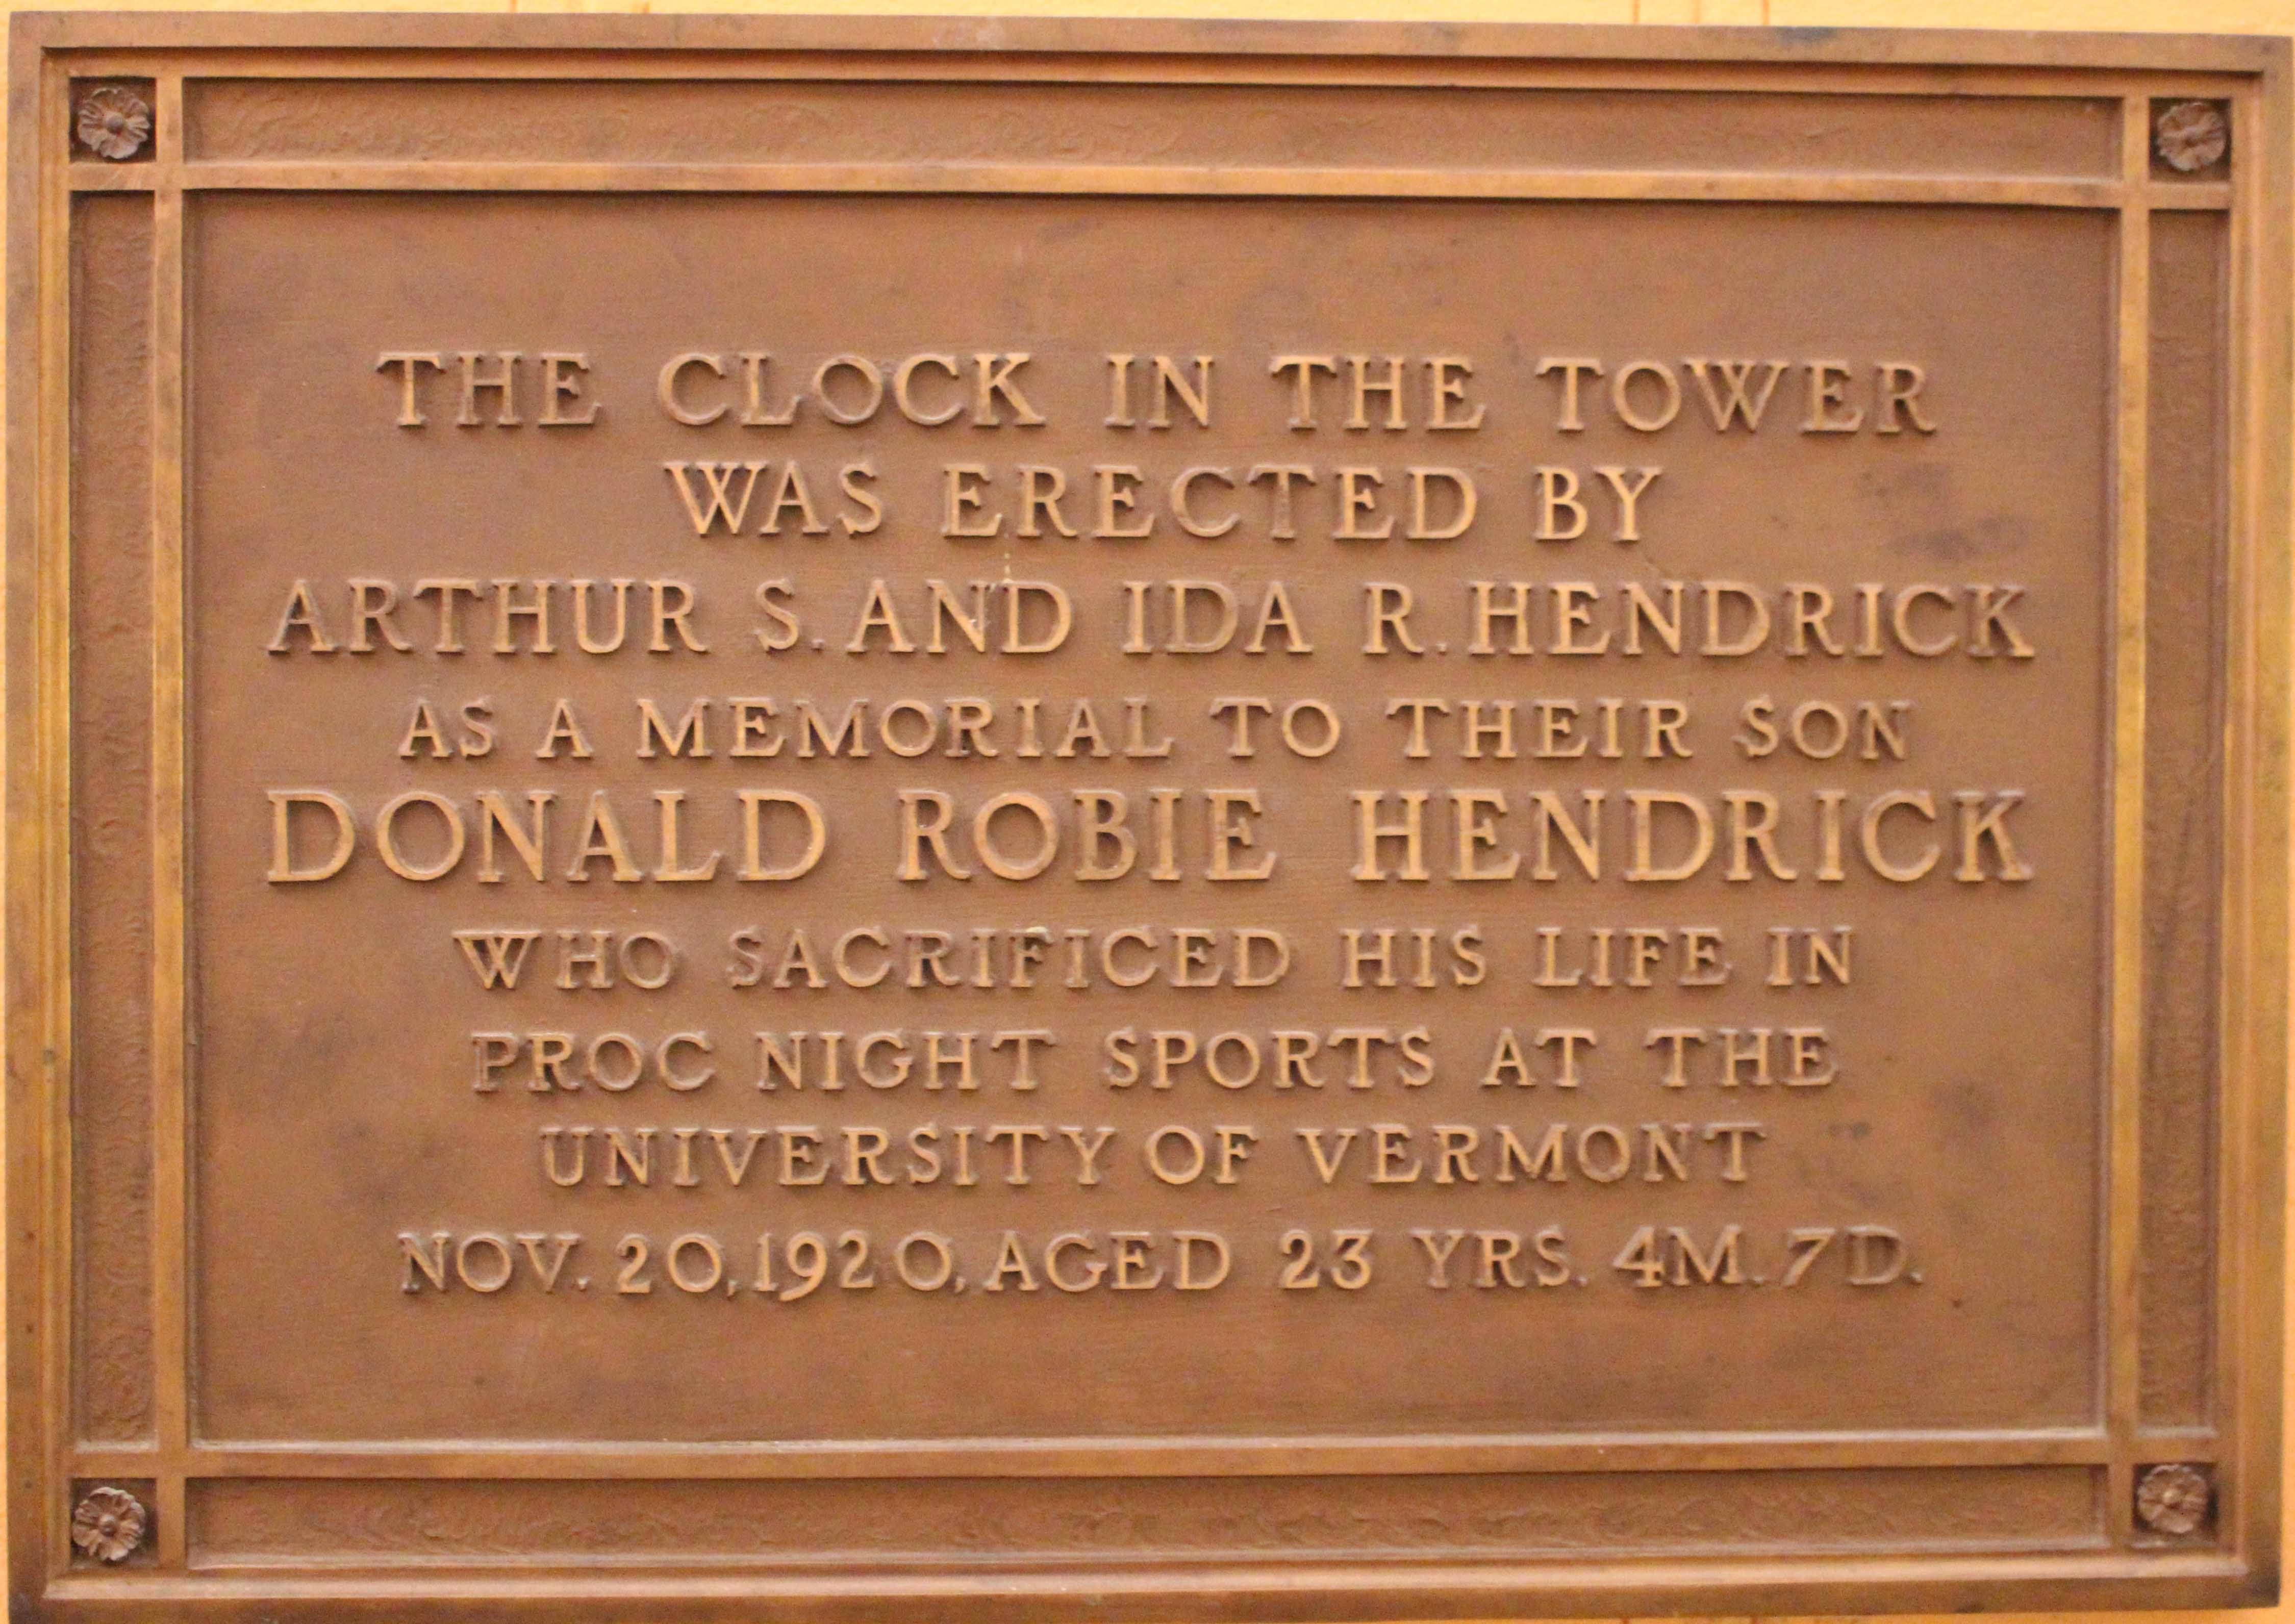 THE CLOCK IN THE TOWER
WAS ERECTED BY
ARTHUR S. AND IDA R. HENDRICK
AS A MEMORIAL TO THEIR SON
DONALD ROBIE HENDRICK
WHO SACRIFICED HIS LIFE IN
PROC NIGHT SPORTS AT THE
UNIVERSITY OF VERMONT
NOV. 20, 1920, AGED 23 YRS. 4M. 7D.